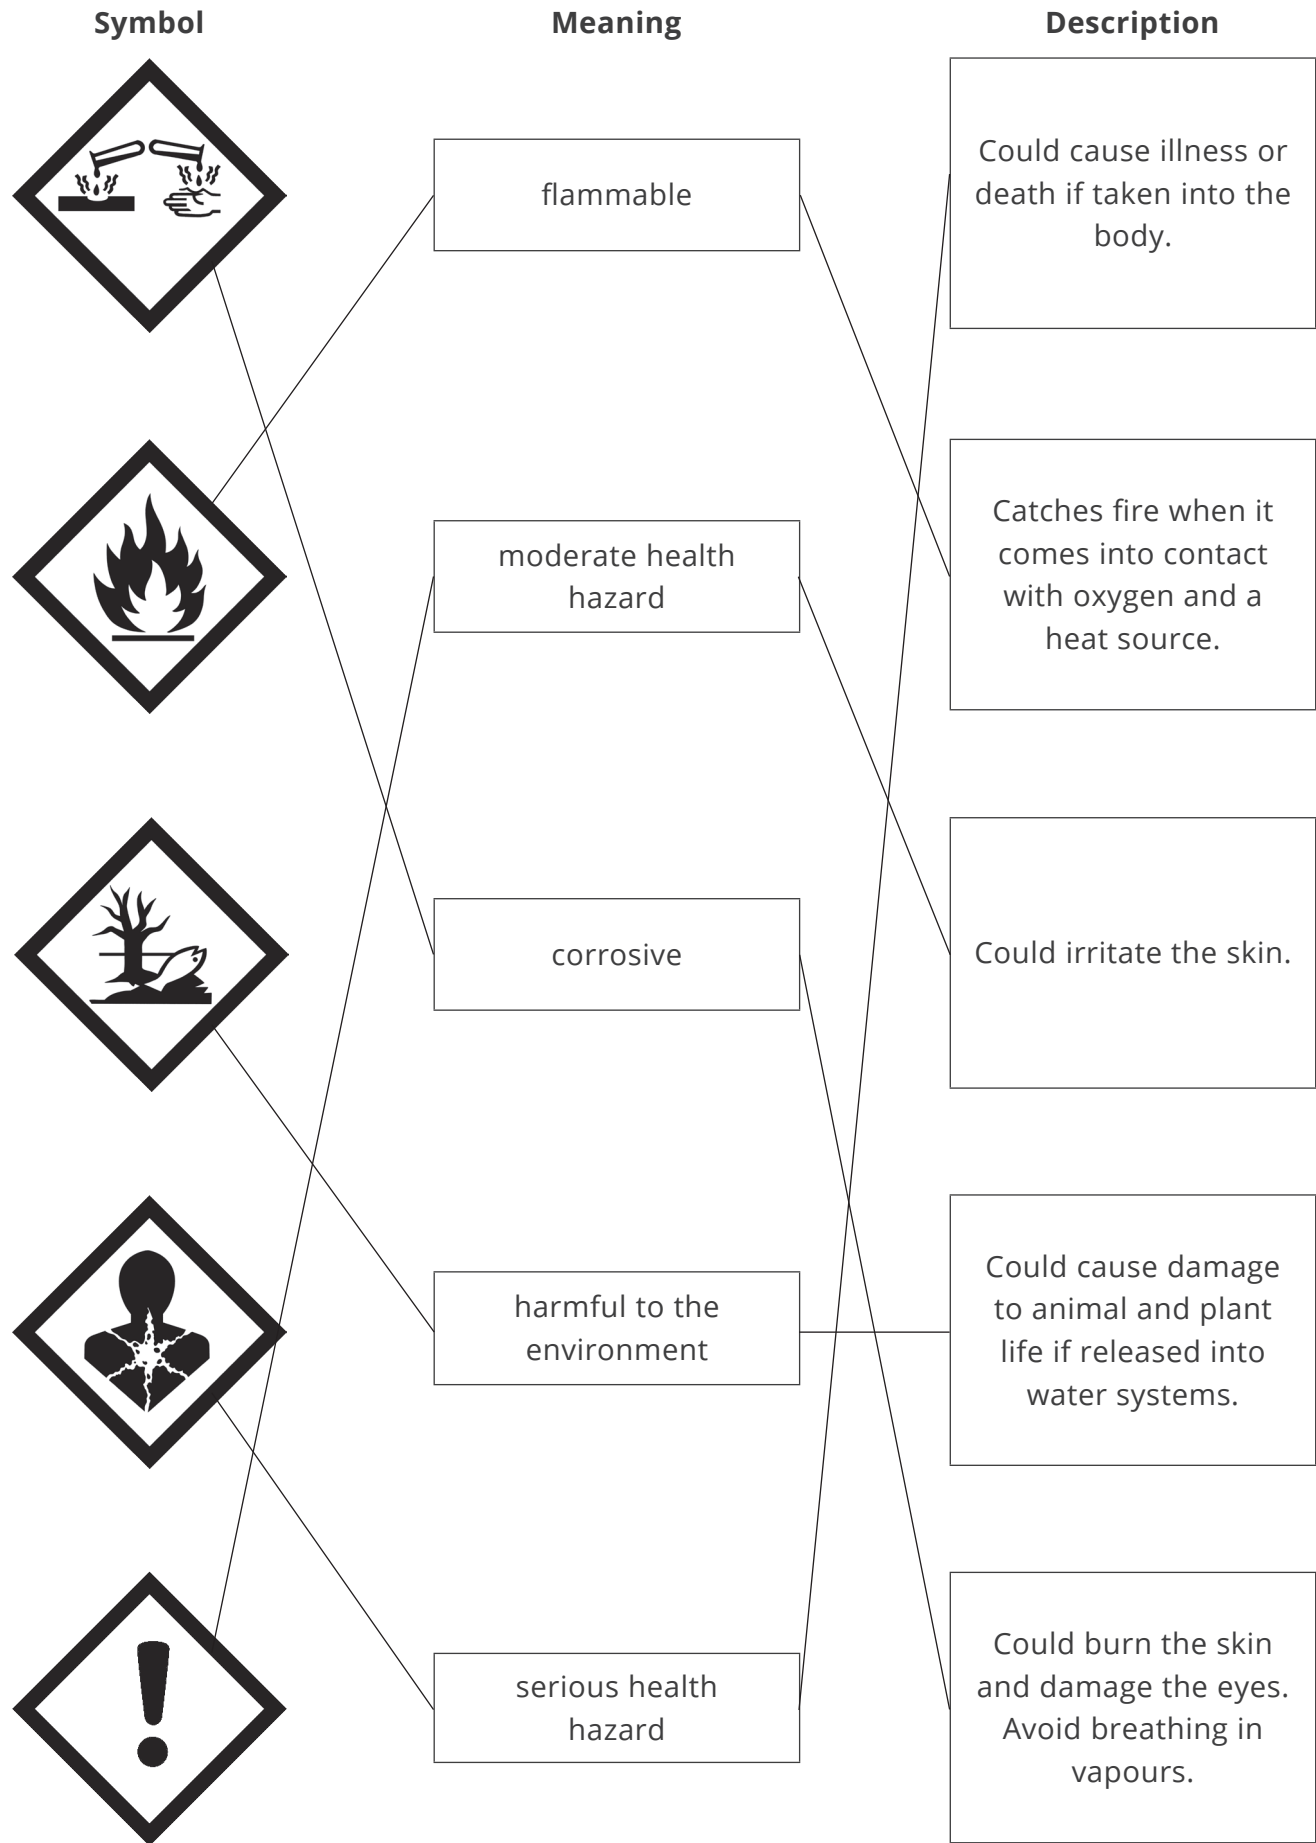 Symbol
Meaning
Description
flammable
Could cause illness or
death if taken into the
body.
moderate health
hazard
Catches fire when it
comes into contact
with oxygen and a
heat source.
corrosive
Could irritate the skin.
harmful to the
environment
Could cause damage
to animal and plant
life if released into
water systems.
serious health
hazard
Could burn the skin
and damage the eyes.
Avoid breathing in
vapours.